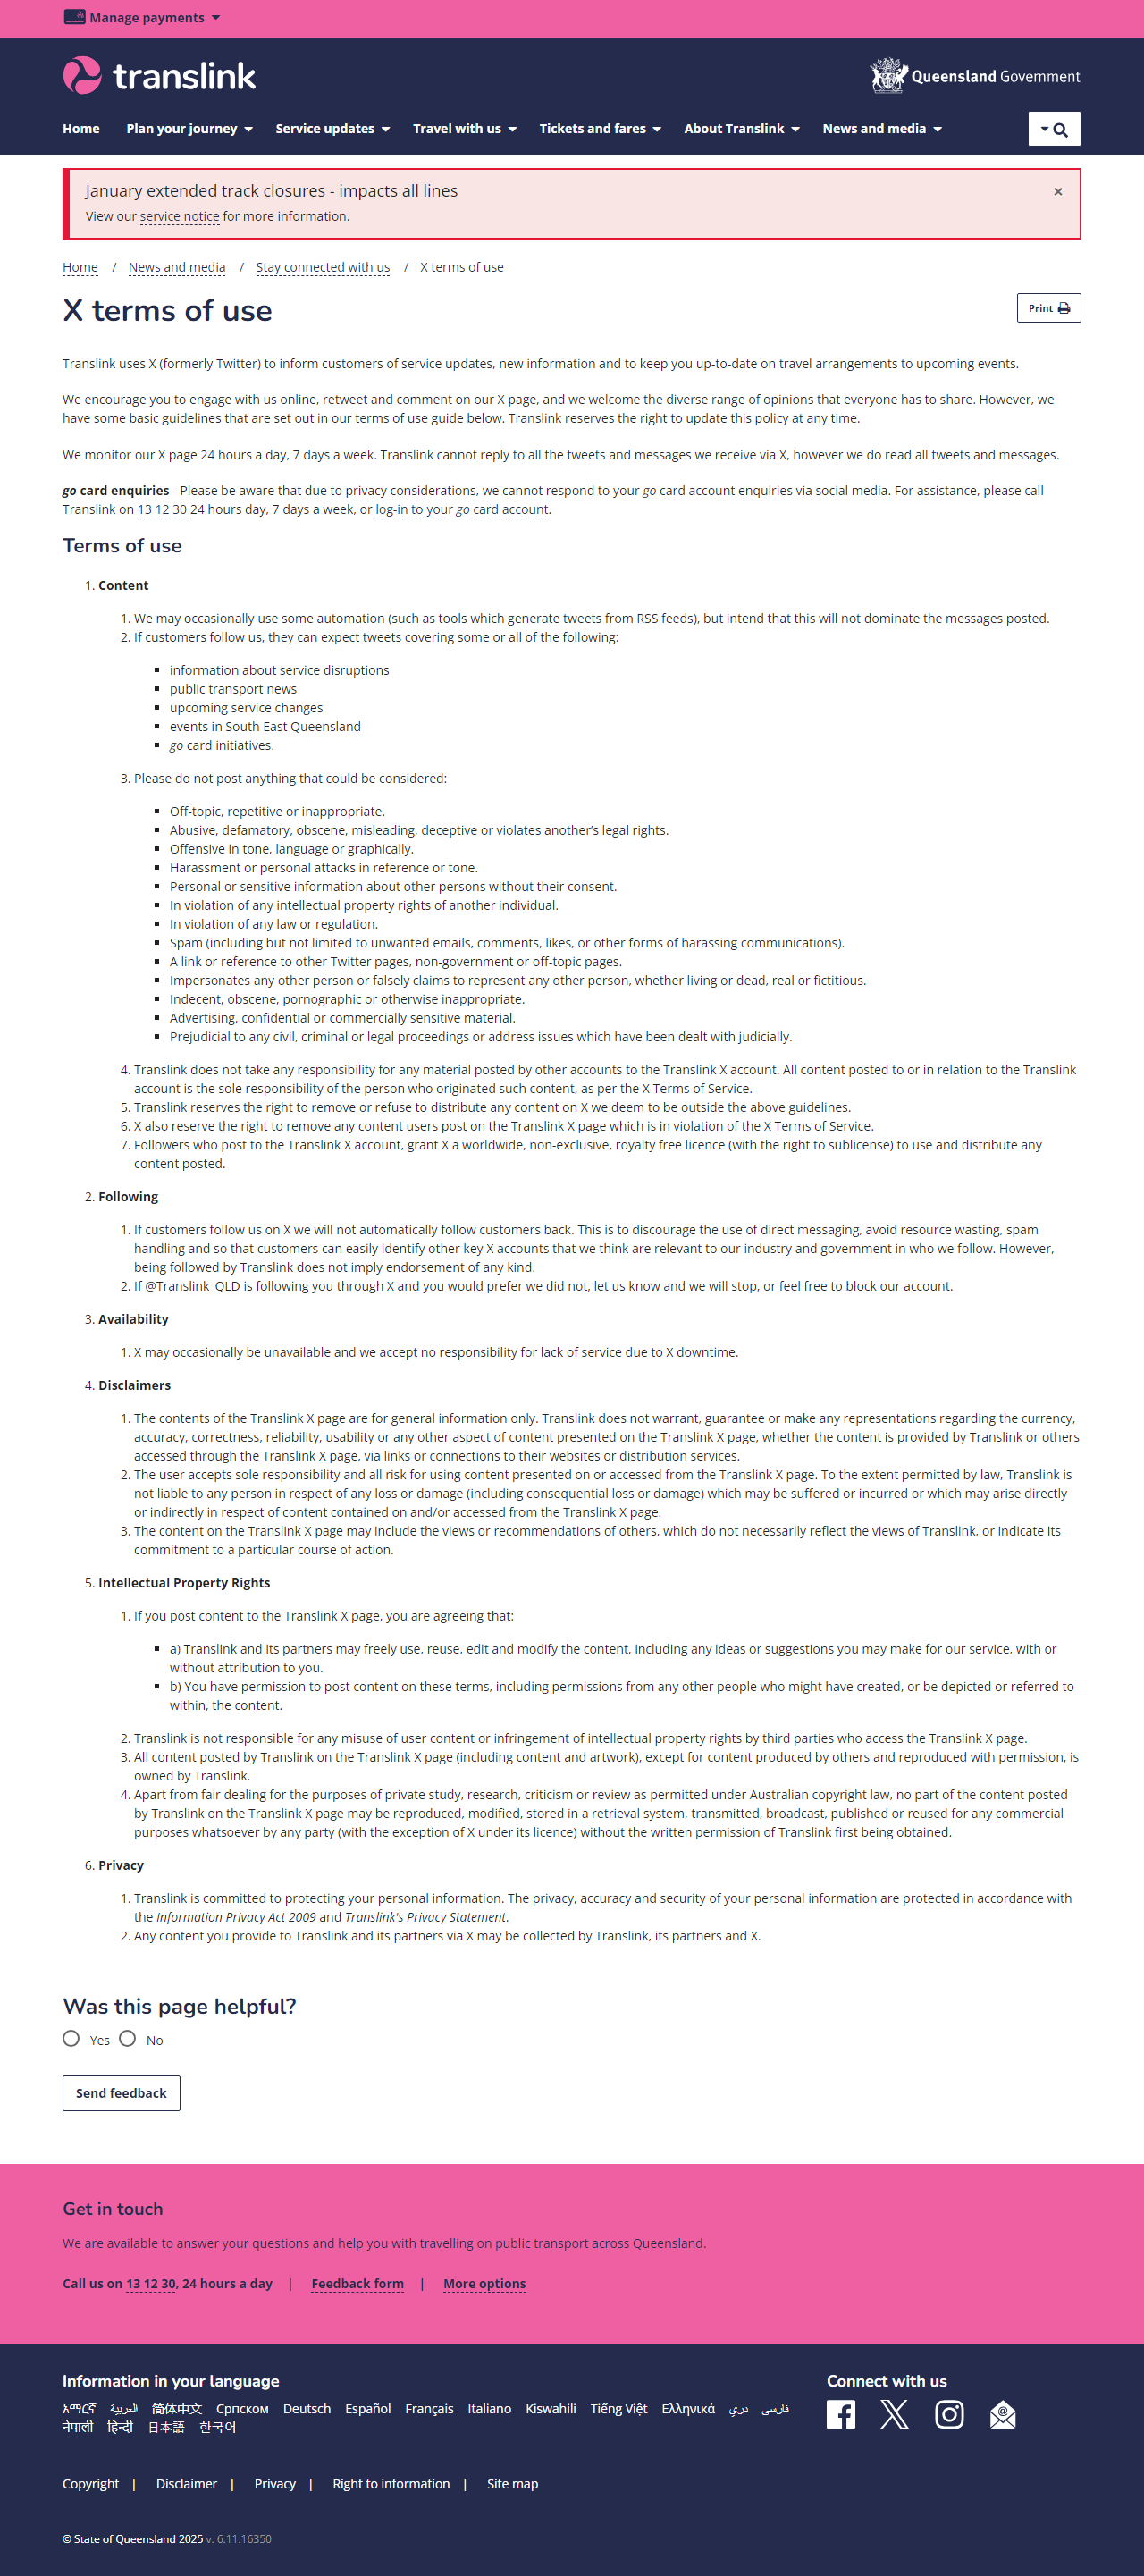 Manage payments
translink
Queensland Government
Home Plan your journey Service updates Travel with us Tickets and fares About Translink News and media
January extended track closures - impacts all lines
×
View our service notice for more information.
Home / News and media / Stay connected with us / X terms of use
X terms of use
Print
Translink uses X (formerly Twitter) to inform customers of service updates, new information and to keep you up-to-date on travel arrangements to upcoming events.
We encourage you to engage with us online, retweet and comment on our X page, and we welcome the diverse range of opinions that everyone has to share. However, we
have some basic guidelines that are set out in our terms of use guide below. Translink reserves the right to update this policy at any time.
We monitor our X page 24 hours a day, 7 days a week. Translink cannot reply to all the tweets and messages we receive via X, however we do read all tweets and messages.
go card enquiries - Please be aware that due to privacy considerations, we cannot respond to your go card account enquiries via social media. For assistance, please call
Translink on 13 12 30 24 hours day, 7 days a week, or log-in to your go card account.
Terms of use
1. Content
1. We may occasionally use some automation (such as tools which generate tweets from RSS feeds), but intend that this will not dominate the messages posted.
2. If customers follow us, they can expect tweets covering some or all of the following:
▪ information about service disruptions
▪ public transport news
▪ upcoming service changes
▪ events in South East Queensland
▪ go card initiatives.
3. Please do not post anything that could be considered:
▪ Off-topic, repetitive or inappropriate.
▪ Abusive, defamatory, obscene, misleading, deceptive or violates another’s legal rights.
▪ Offensive in tone, language or graphically.
▪ Harassment or personal attacks in reference or tone.
▪ Personal or sensitive information about other persons without their consent.
▪ In violation of any intellectual property rights of another individual.
▪ In violation of any law or regulation.
▪ Spam (including but not limited to unwanted emails, comments, likes, or other forms of harassing communications).
▪ A link or reference to other Twitter pages, non-government or off-topic pages.
▪ Impersonates any other person or falsely claims to represent any other person, whether living or dead, real or fictitious.
▪ Indecent, obscene, pornographic or otherwise inappropriate.
▪ Advertising, confidential or commercially sensitive material.
▪ Prejudicial to any civil, criminal or legal proceedings or address issues which have been dealt with judicially.
4. Translink does not take any responsibility for any material posted by other accounts to the Translink X account. All content posted to or in relation to the Translink
account is the sole responsibility of the person who originated such content, as per the X Terms of Service.
5. Translink reserves the right to remove or refuse to distribute any content on X we deem to be outside the above guidelines.
6. X also reserve the right to remove any content users post on the Translink X page which is in violation of the X Terms of Service.
7. Followers who post to the Translink X account, grant X a worldwide, non-exclusive, royalty free licence (with the right to sublicense) to use and distribute any
content posted.
2. Following
1. If customers follow us on X we will not automatically follow customers back. This is to discourage the use of direct messaging, avoid resource wasting, spam
handling and so that customers can easily identify other key X accounts that we think are relevant to our industry and government in who we follow. However,
being followed by Translink does not imply endorsement of any kind.
2. If @Translink_QLD is following you through X and you would prefer we did not, let us know and we will stop, or feel free to block our account.
3. Availability
1. X may occasionally be unavailable and we accept no responsibility for lack of service due to X downtime.
4. Disclaimers
1. The contents of the Translink X page are for general information only. Translink does not warrant, guarantee or make any representations regarding the currency,
accuracy, correctness, reliability, usability or any other aspect of content presented on the Translink X page, whether the content is provided by Translink or others
accessed through the Translink X page, via links or connections to their websites or distribution services.
2. The user accepts sole responsibility and all risk for using content presented on or accessed from the Translink X page. To the extent permitted by law, Translink is
not liable to any person in respect of any loss or damage (including consequential loss or damage) which may be suffered or incurred or which may arise directly
or indirectly in respect of content contained on and/or accessed from the Translink X page.
3. The content on the Translink X page may include the views or recommendations of others, which do not necessarily reflect the views of Translink, or indicate its
commitment to a particular course of action.
5. Intellectual Property Rights
1. If you post content to the Translink X page, you are agreeing that:
▪ a) Translink and its partners may freely use, reuse, edit and modify the content, including any ideas or suggestions you may make for our service, with or
without attribution to you.
▪ b) You have permission to post content on these terms, including permissions from any other people who might have created, or be depicted or referred to
within, the content.
2. Translink is not responsible for any misuse of user content or infringement of intellectual property rights by third parties who access the Translink X page.
3. All content posted by Translink on the Translink X page (including content and artwork), except for content produced by others and reproduced with permission, is
owned by Translink.
4. Apart from fair dealing for the purposes of private study, research, criticism or review as permitted under Australian copyright law, no part of the content posted
by Translink on the Translink X page may be reproduced, modified, stored in a retrieval system, transmitted, broadcast, published or reused for any commercial
purposes whatsoever by any party (with the exception of X under its licence) without the written permission of Translink first being obtained.
6. Privacy
1. Translink is committed to protecting your personal information. The privacy, accuracy and security of your personal information are protected in accordance with
the Information Privacy Act 2009 and Translink's Privacy Statement.
2. Any content you provide to Translink and its partners via X may be collected by Translink, its partners and X.
Was this page helpful?
Yes No
Send feedback
Get in touch
We are available to answer your questions and help you with travelling on public transport across Queensland.
Call us on 13 12 30, 24 hours a day | Feedback form | More options
Information in your language
Connect with us
አማርኛ العربية 简体中文 Српском Deutsch Español Français Italiano Kiswahili Tiếng Việt Ελληνικά دري فارسی
नेपाली हिन्दी 日本語 한국어
Copyright | Disclaimer | Privacy | Right to information | Site map
© State of Queensland 2025 v. 6.11.16350